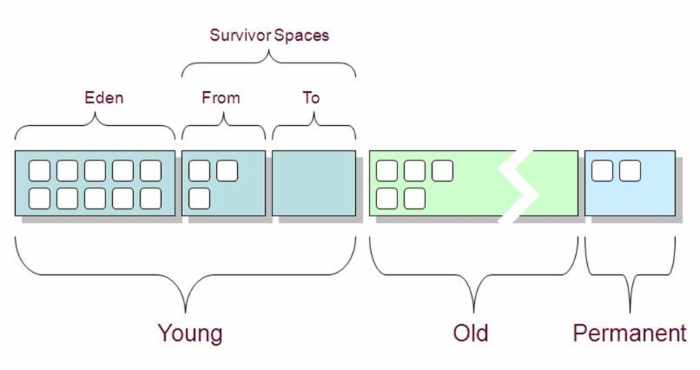 Survivor Spaces
Eden
From
To
Young
Old
Permanent